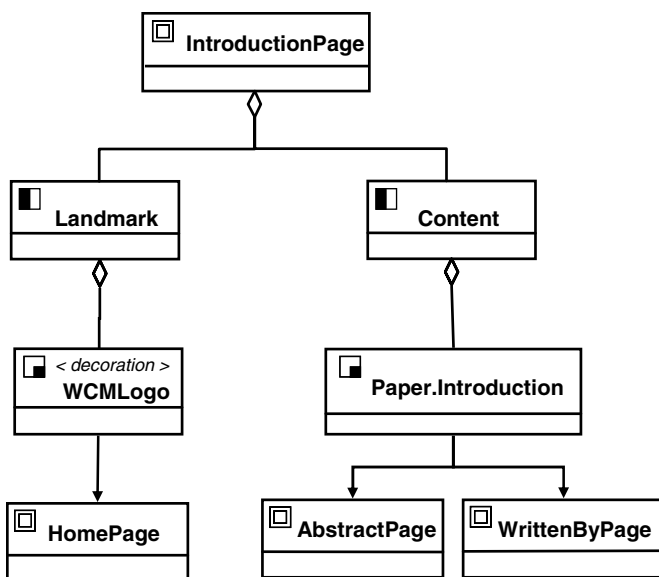 IntroductionPage
Landmark
Content
< decoration >
WCMLogo
Paper.Introduction
HomePage
AbstractPage
WrittenByPage